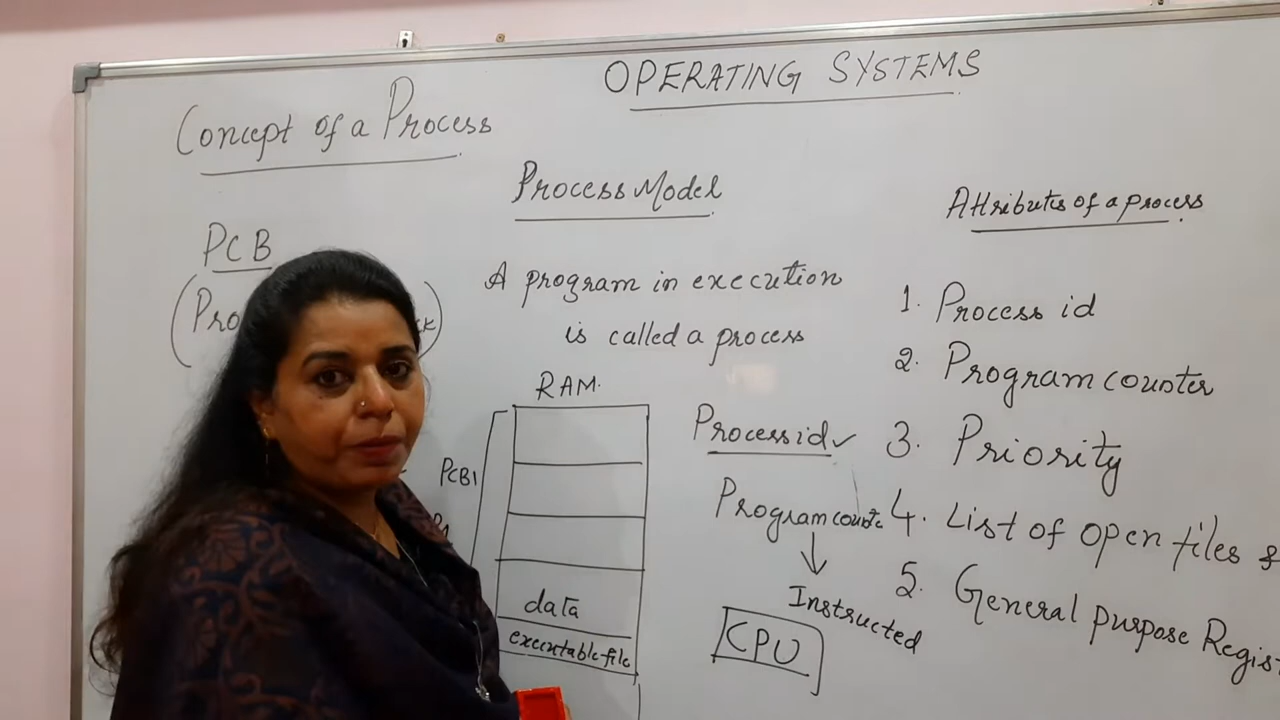 OPERATING SYSTEMS
Concept of a Process
Process Model
Attributes of a process
PCB
A program in execution
is called a process
1. Process id
2. Program counter
RAM.
Process id ✓
3. Priority
PCB1
Program counte
4. List of open files &
Instructed
5. General purpose Regist
data
CPU
executable file